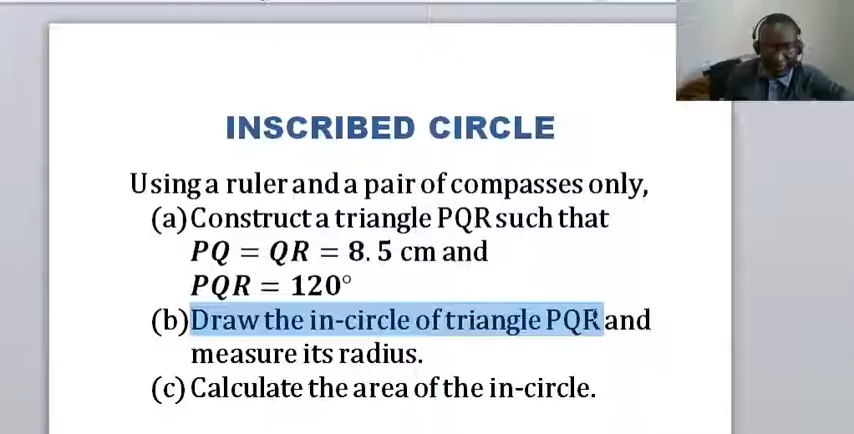 INSCRIBED CIRCLE
Using a ruler and a pair of compasses only,
(a) Construct a triangle PQR such that
PQ = QR = 8.5 cm and
PQR = 120°
(b) Draw the in-circle of triangle PQR and
measure its radius.
(c) Calculate the area of the in-circle.